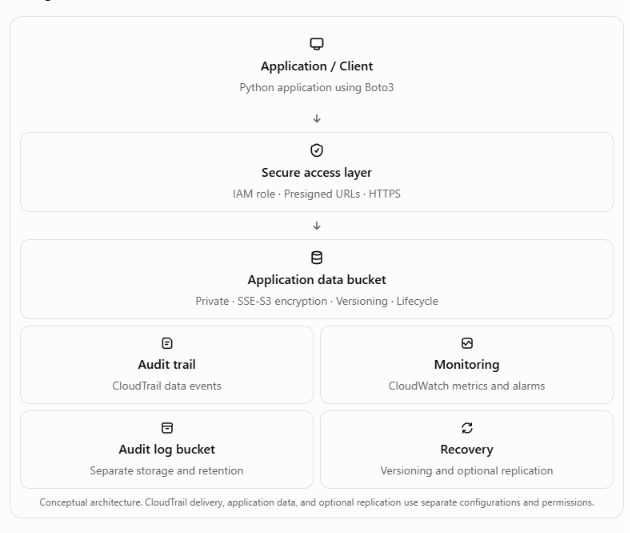 Application / Client
Python application using Boto3
Secure access layer
IAM role · Presigned URLs · HTTPS
Application data bucket
Private · SSE-S3 encryption · Versioning · Lifecycle
Audit trail
CloudTrail data events
Monitoring
CloudWatch metrics and alarms
Audit log bucket
Separate storage and retention
Recovery
Versioning and optional replication
Conceptual architecture. CloudTrail delivery, application data, and optional replication use separate configurations and permissions.